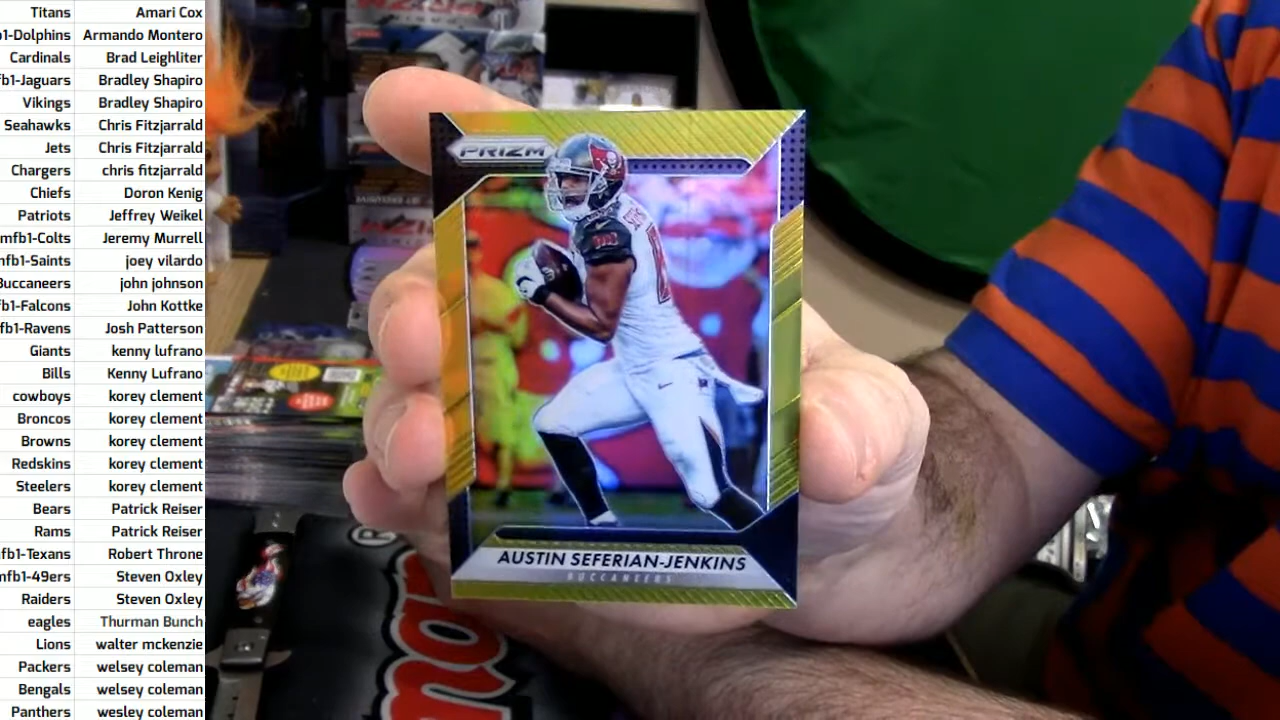 Titans Amari Cox
b1-Dolphins Armando Montero
Cardinals Brad Leighliter
fb1-Jaguars Bradley Shapiro
Vikings Bradley Shapiro
Seahawks Chris Fitzjarrald
Jets Chris Fitzjarrald
Chargers chris fitzjarrald
Chiefs Doron Kenig
Patriots Jeffrey Weikel
mfb1-Colts Jeremy Murrell
nfb1-Saints joey vilardo
Buccaneers john johnson
fb1-Falcons John Kottke
fb1-Ravens Josh Patterson
Giants kenny lufrano
Bills Kenny Lufrano
cowboys korey clement
Broncos korey clement
Browns korey clement
Redskins korey clement
Steelers korey clement
Bears Patrick Reiser
Rams Patrick Reiser
nfb1-Texans Robert Throne
mfb1-49ers Steven Oxley
Raiders Steven Oxley
eagles Thurman Bunch
Lions walter mckenzie
Packers welsey coleman
Bengals welsey coleman
Panthers wesley coleman
PRIZM
AUSTIN SEFERIAN-JENKINS
BUCCANEERS